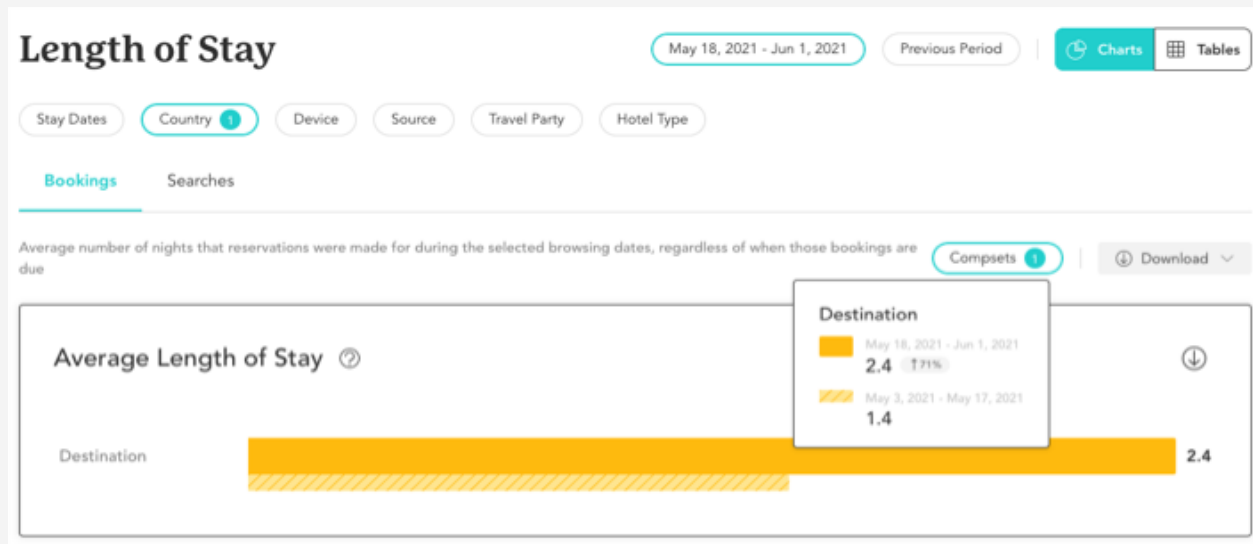 Length of Stay
May 18, 2021 - Jun 1, 2021
Previous Period
Charts
Tables
Stay Dates
Country 1
Device
Source
Travel Party
Hotel Type
Bookings
Searches
Average number of nights that reservations were made for during the selected browsing dates, regardless of when those bookings are
due
Compsets 1
Download
Destination
May 18, 2021 - Jun 1, 2021
2.4 ↑71%
May 3, 2021 - May 17, 2021
1.4
Average Length of Stay ?
Destination
2.4